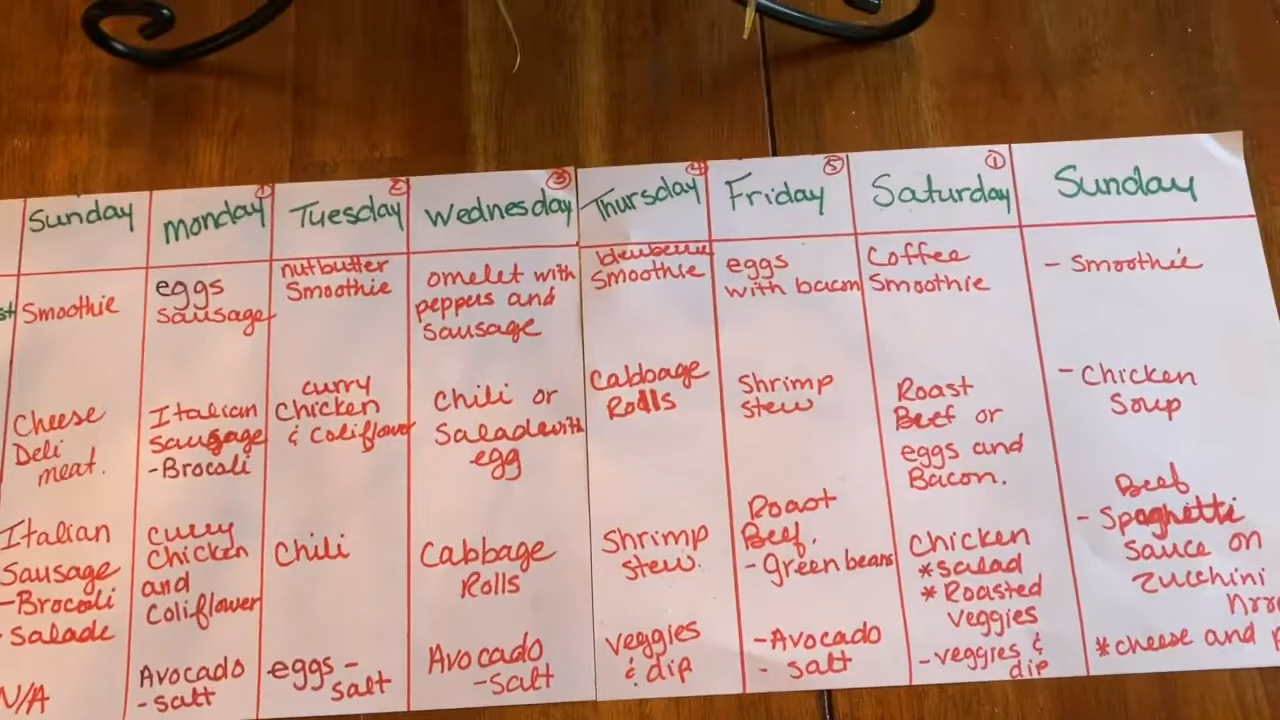 Sunday
Smoothie
Cheese
Deli
meat.
Italian
Sausage
-Brocoli
- Salade
N/A
Monday ①
eggs
Sausage
Italian
Sausage
-Brocali
curry
Chicken
and
Coliflower
Avocado
-salt
Tuesday ②
nutbutter
Smoothie
curry
Chicken
& Coliflower
Chili
eggs -
salt
Wednesday ③
omelet with
peppers and
Sausage
Chili or
Salade with
egg
Cabbage
Rolls
Avocado
-Salt
Thursday ④
Smoothie
Cabbage
Rolls
Shrimp
stew.
veggies
& dip
Friday ⑤
eggs
with bacon
Shrimp
stew
Roast
Beef.
- green beans
-Avocado
- salt
Saturday ①
Coffee
Smoothie
Roast
Beef or
eggs and
Bacon.
Chicken
*salad
* Roasted
veggies
-veggies &
dip
Sunday
- Smoothie
- Chicken
Soup
Beef
- Spaghetti
Sauce on
Zucchini
*cheese and